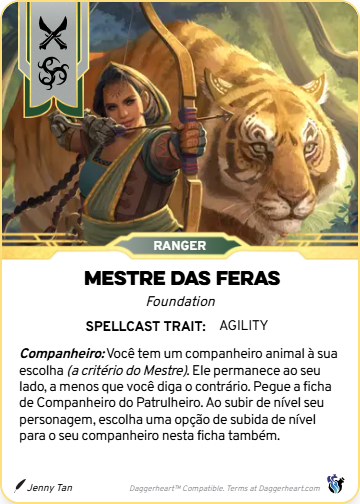 RANGER
MESTRE DAS FERAS
Foundation
SPELLCAST TRAIT: AGILITY
Companheiro: Você tem um companheiro animal à sua
escolha (a critério do Mestre). Ele permanece ao seu
lado, a menos que você diga o contrário. Pegue a ficha
de Companheiro do Patrulheiro. Ao subir de nível seu
personagem, escolha uma opção de subida de nível
para o seu companheiro nesta ficha também.
Jenny Tan
Daggerheart™ Compatible. Terms at Daggerheart.com